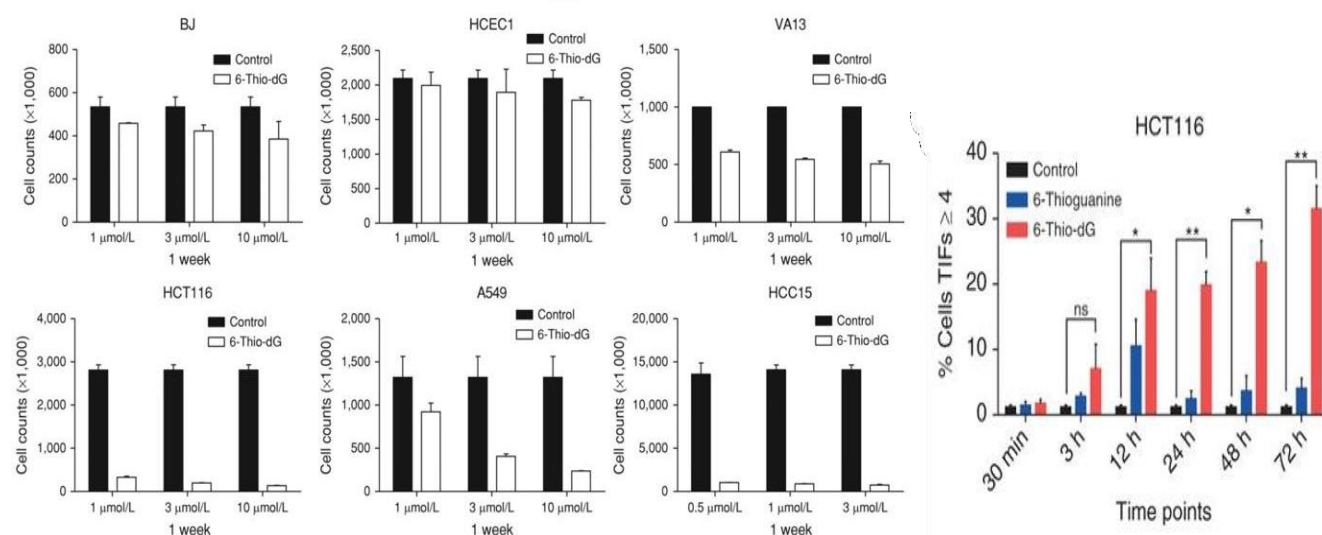 BJ
Control
6-Thio-dG
Cell counts (×1,000)
800
600
400
200
0
1 μmol/L 3 μmol/L 10 μmol/L
1 week
HCEC1
Control
6-Thio-dG
Cell counts (×1,000)
2,500
2,000
1,500
1,000
500
0
1 μmol/L 3 μmol/L 10 μmol/L
1 week
VA13
Control
6-Thio-dG
Cell counts (×1,000)
1,500
1,000
500
0
1 μmol/L 3 μmol/L 10 μmol/L
1 week
HCT116
Control
6-Thio-dG
Cell counts (×1,000)
4,000
3,000
2,000
1,000
0
1 μmol/L 3 μmol/L 10 μmol/L
1 week
A549
Control
6-Thio-dG
Cell counts (×1,000)
2,000
1,500
1,000
500
0
1 μmol/L 3 μmol/L 10 μmol/L
1 week
HCC15
Control
6-Thio-dG
Cell counts (×1,000)
20,000
15,000
10,000
5,000
0
0.5 μmol/L 1 μmol/L 3 μmol/L
1 week
HCT116
Control
6-Thioguanine
6-Thio-dG
% Cells TIFs ≥ 4
40
30
20
10
0
ns * ** * **
30 min 3 h 12 h 24 h 48 h 72 h
Time points